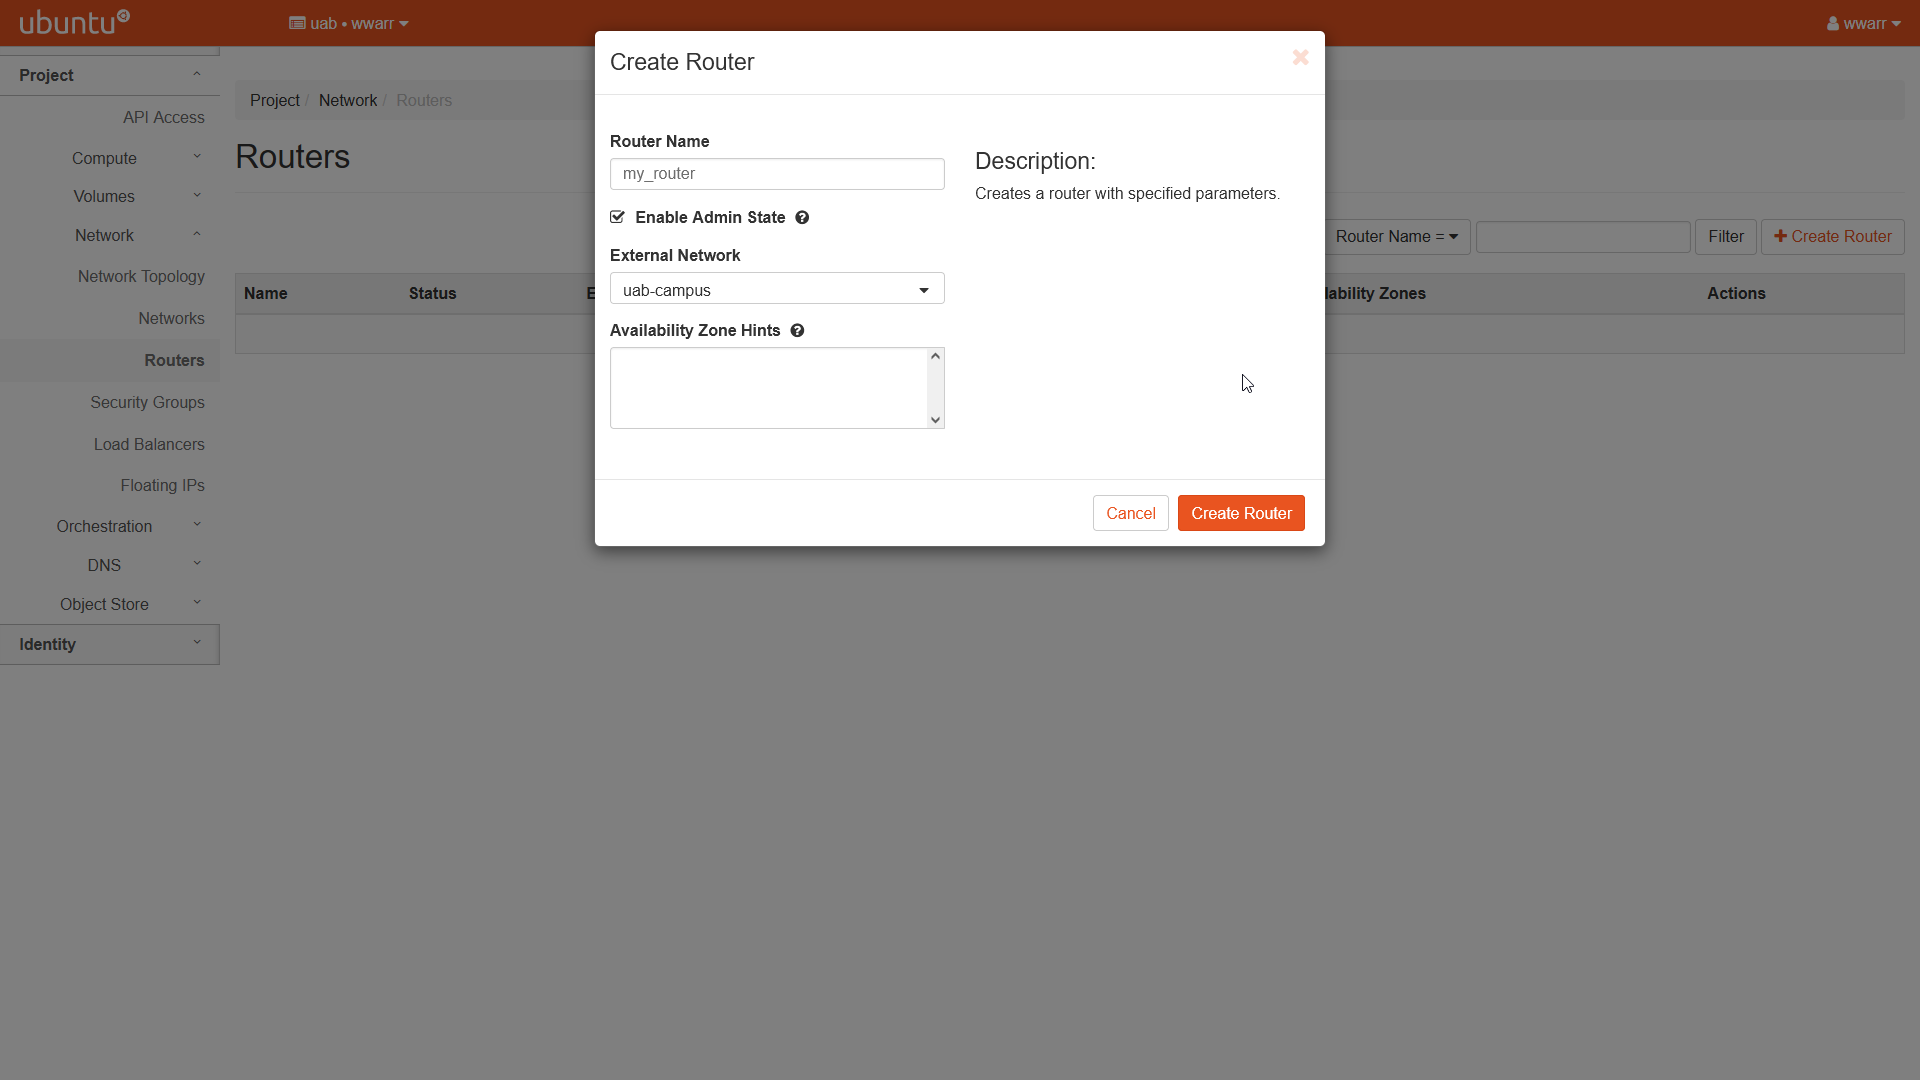 ubuntu
uab • wwarr
wwarr
Project
API Access
Compute
Volumes
Network
Network Topology
Networks
Routers
Security Groups
Load Balancers
Floating IPs
Orchestration
DNS
Object Store
Identity
Project / Network / Routers
Routers
Router Name =
Filter
Create Router
Name
Status
E
lability Zones
Actions
Create Router
Router Name
my_router
Enable Admin State
External Network
uab-campus
Availability Zone Hints
Description:
Creates a router with specified parameters.
Cancel
Create Router